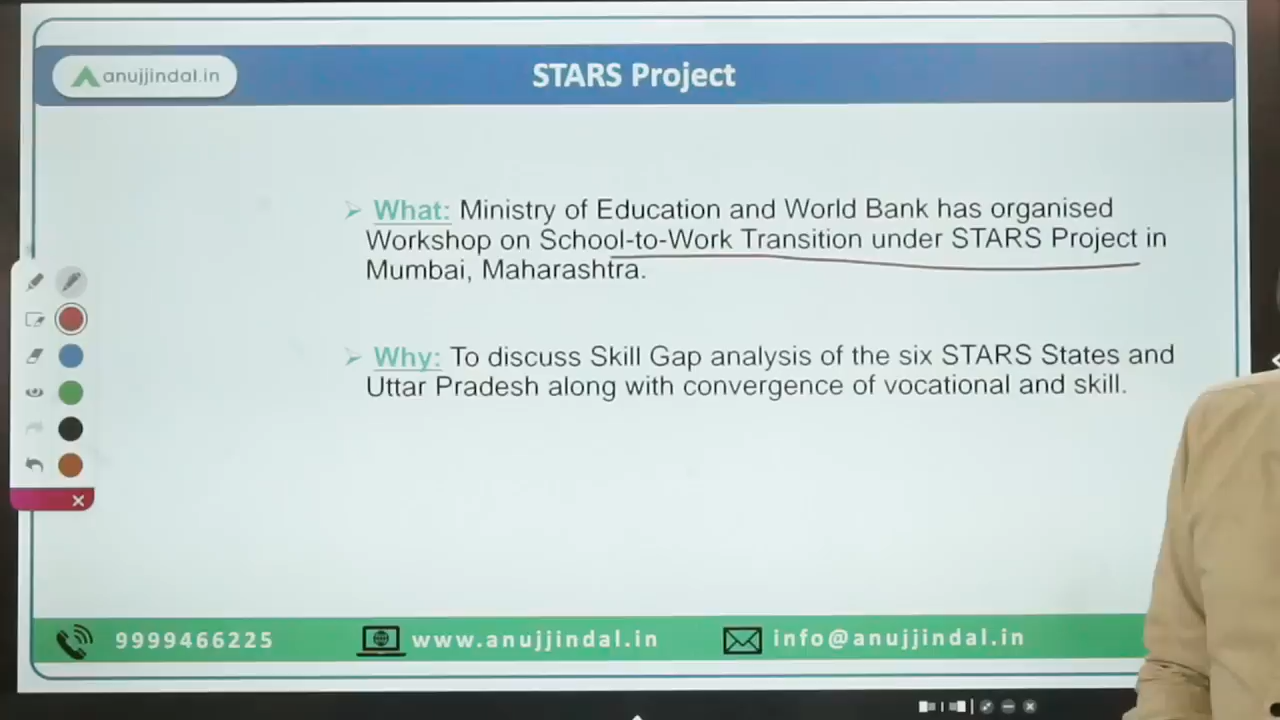 anujjindal.in
STARS Project
What: Ministry of Education and World Bank has organised
Workshop on School-to-Work Transition under STARS Project in
Mumbai, Maharashtra.
Why: To discuss Skill Gap analysis of the six STARS States and
Uttar Pradesh along with convergence of vocational and skill.
9999466225
www.anujjindal.in
info@anujjindal.in